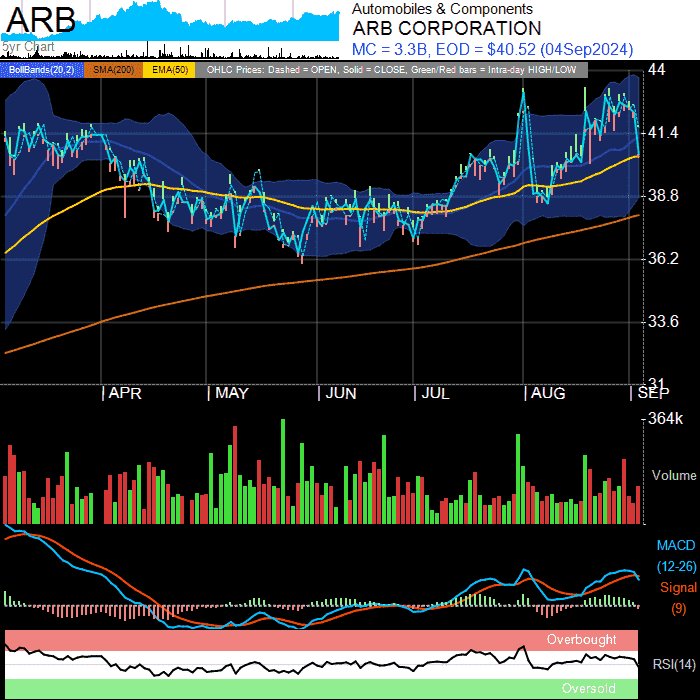 ARB
5yr Chart
Automobiles & Components
ARB CORPORATION
MC = 3.3B, EOD = $40.52 (04Sep2024)
BollBands(20,2) SMA(200) EMA(50) OHLC Prices: Dashed = OPEN, Solid = CLOSE, Green/Red bars = Intra-day HIGH/LOW
44
41.4
38.8
36.2
33.6
31
APR MAY JUN JUL AUG SEP
364k
Volume
MACD
(12-26)
Signal
(9)
Overbought
RSI(14)
Oversold